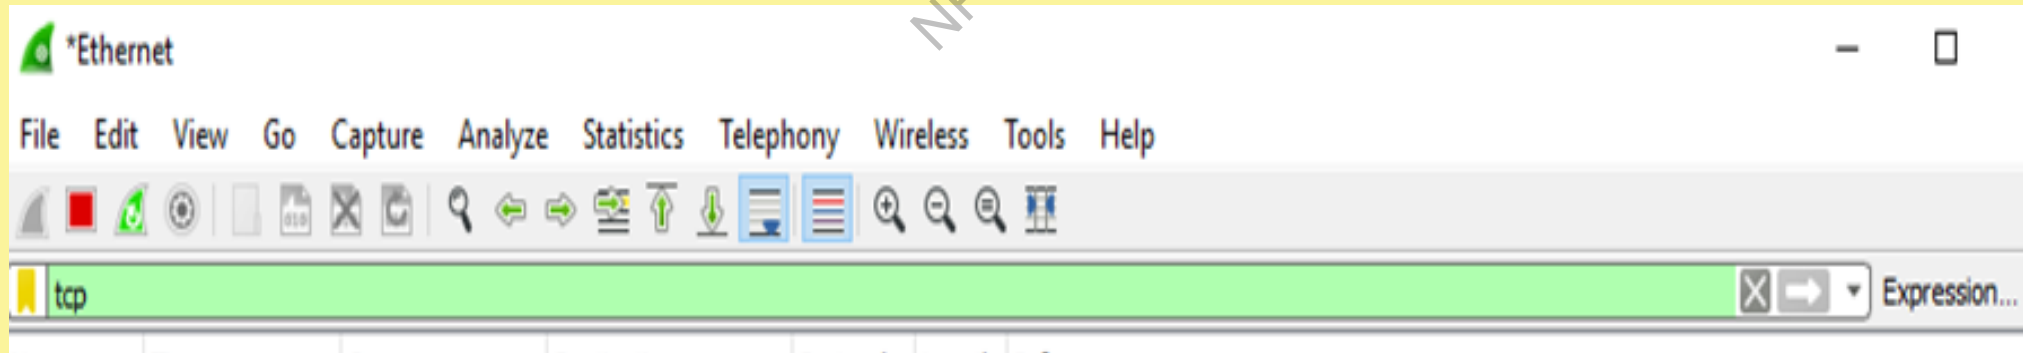 *Ethernet
File Edit View Go Capture Analyze Statistics Telephony Wireless Tools Help
tcp Expression...